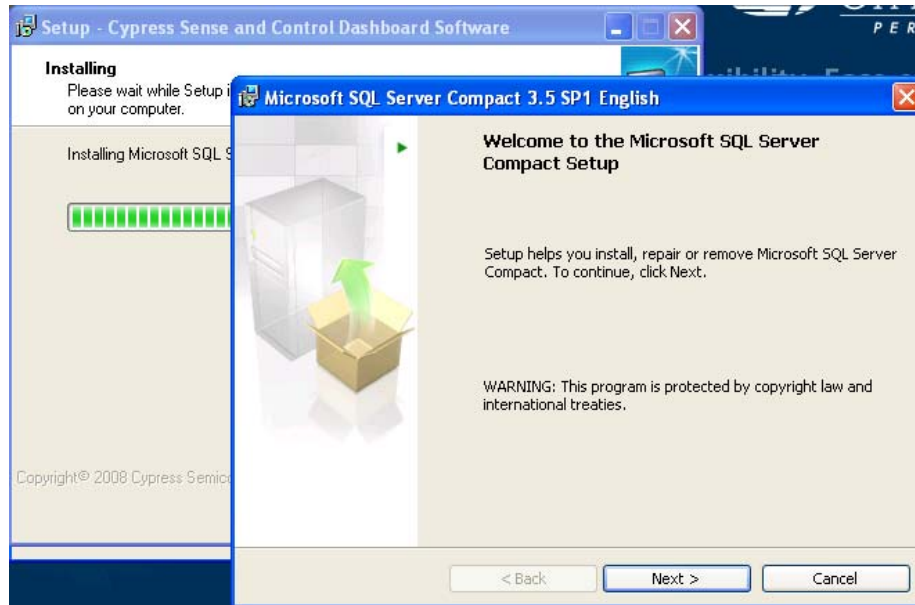 Setup - Cypress Sense and Control Dashboard Software
PER
Installing
Please wait while Setup
on your computer.
Microsoft SQL Server Compact 3.5 SP1 English
Installing Microsoft SQL
Welcome to the Microsoft SQL Server
Compact Setup
Setup helps you install, repair or remove Microsoft SQL Server
Compact. To continue, click Next.
WARNING: This program is protected by copyright law and
international treaties.
Copyright© 2008 Cypress
< Back
Next >
Cancel